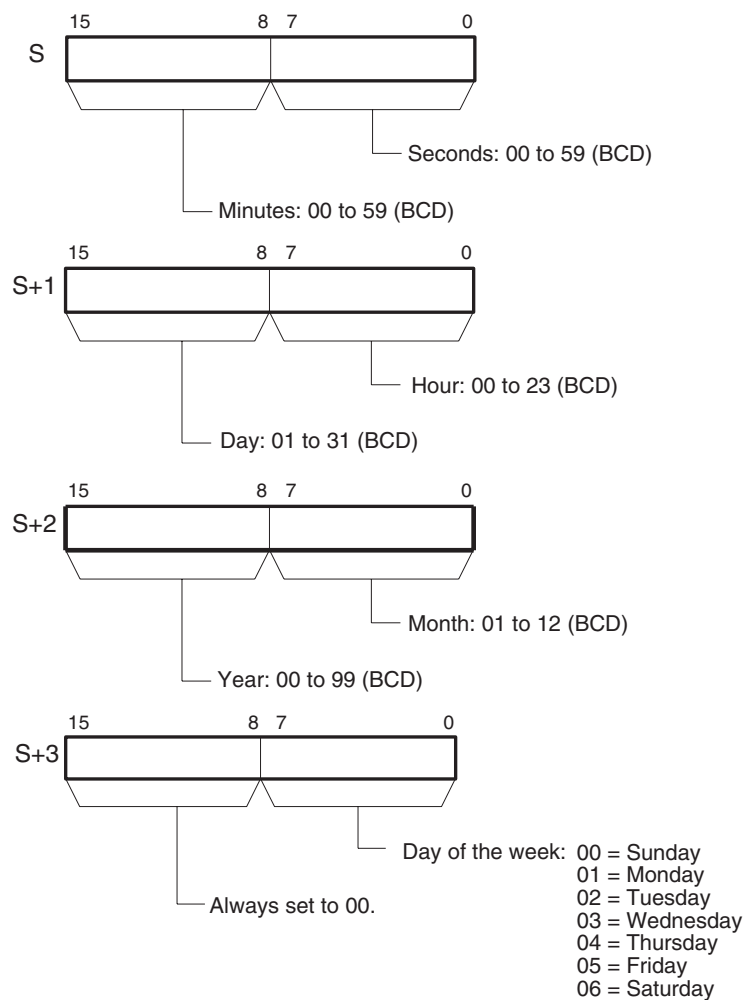 15 8 7 0
S
Seconds: 00 to 59 (BCD)
Minutes: 00 to 59 (BCD)
15 8 7 0
S+1
Hour: 00 to 23 (BCD)
Day: 01 to 31 (BCD)
15 8 7 0
S+2
Month: 01 to 12 (BCD)
Year: 00 to 99 (BCD)
15 8 7 0
S+3
Day of the week: 00 = Sunday
01 = Monday
02 = Tuesday
03 = Wednesday
Always set to 00.
04 = Thursday
05 = Friday
06 = Saturday